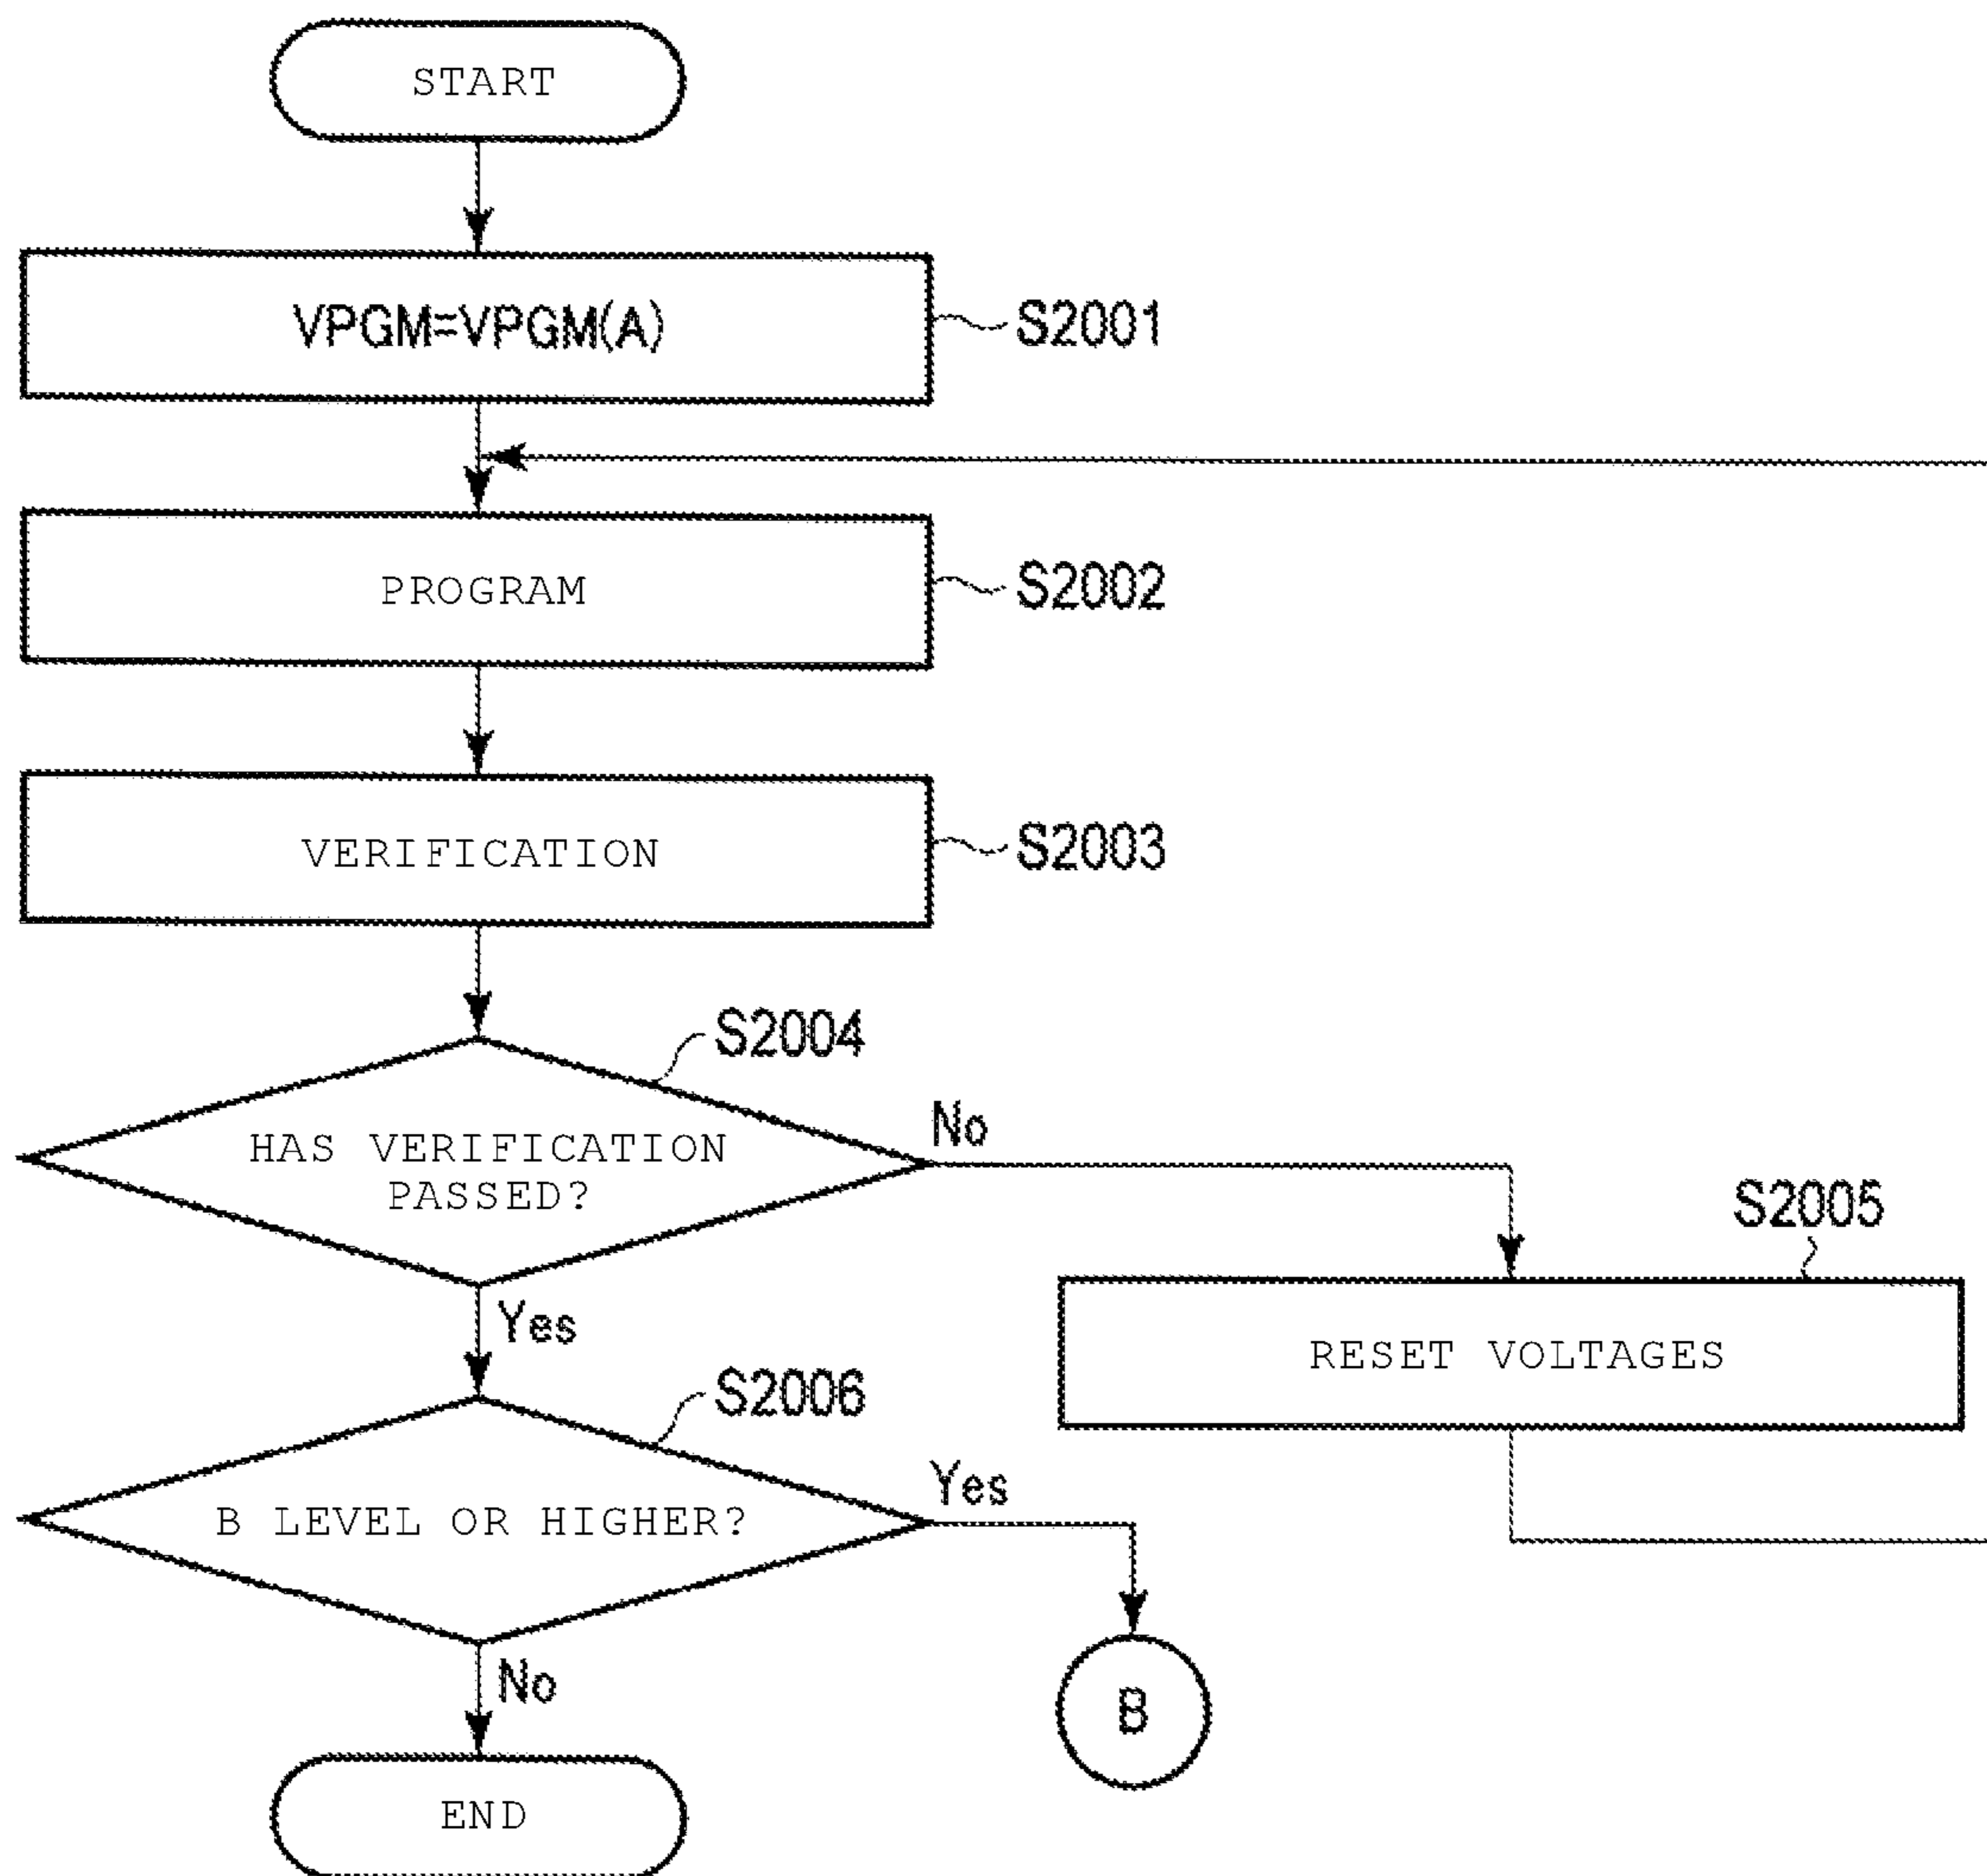 START
VPGM=VPGM(A)
S2001
PROGRAM
S2002
VERIFICATION
S2003
S2004
HAS VERIFICATION
PASSED?
No
S2005
RESET VOLTAGES
Yes
S2006
B LEVEL OR HIGHER?
Yes
B
No
END